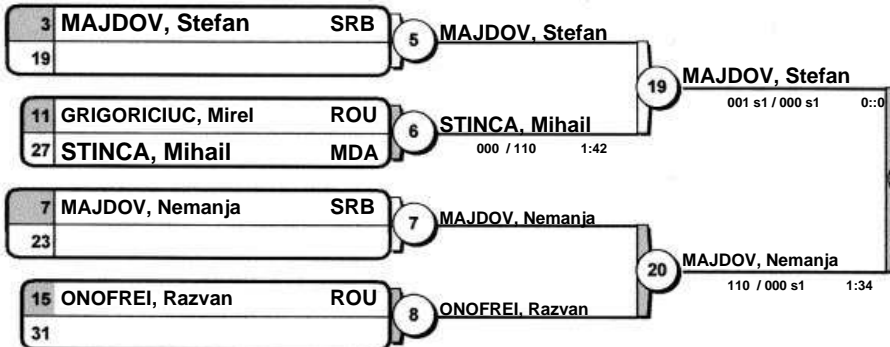 3 MAJDOV, Stefan SRB
19
5 MAJDOV, Stefan
11 GRIGORICIUC, Mirel ROU
27 STINCA, Mihail MDA
6 STINCA, Mihail
000 / 110 1:42
19 MAJDOV, Stefan
001 s1 / 000 s1 0::0
7 MAJDOV, Nemanja SRB
23
7 MAJDOV, Nemanja
15 ONOFREI, Razvan ROU
31
8 ONOFREI, Razvan
20 MAJDOV, Nemanja
110 / 000 s1 1:34